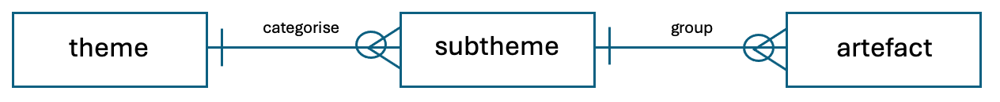 theme
categorise
subtheme
group
artefact